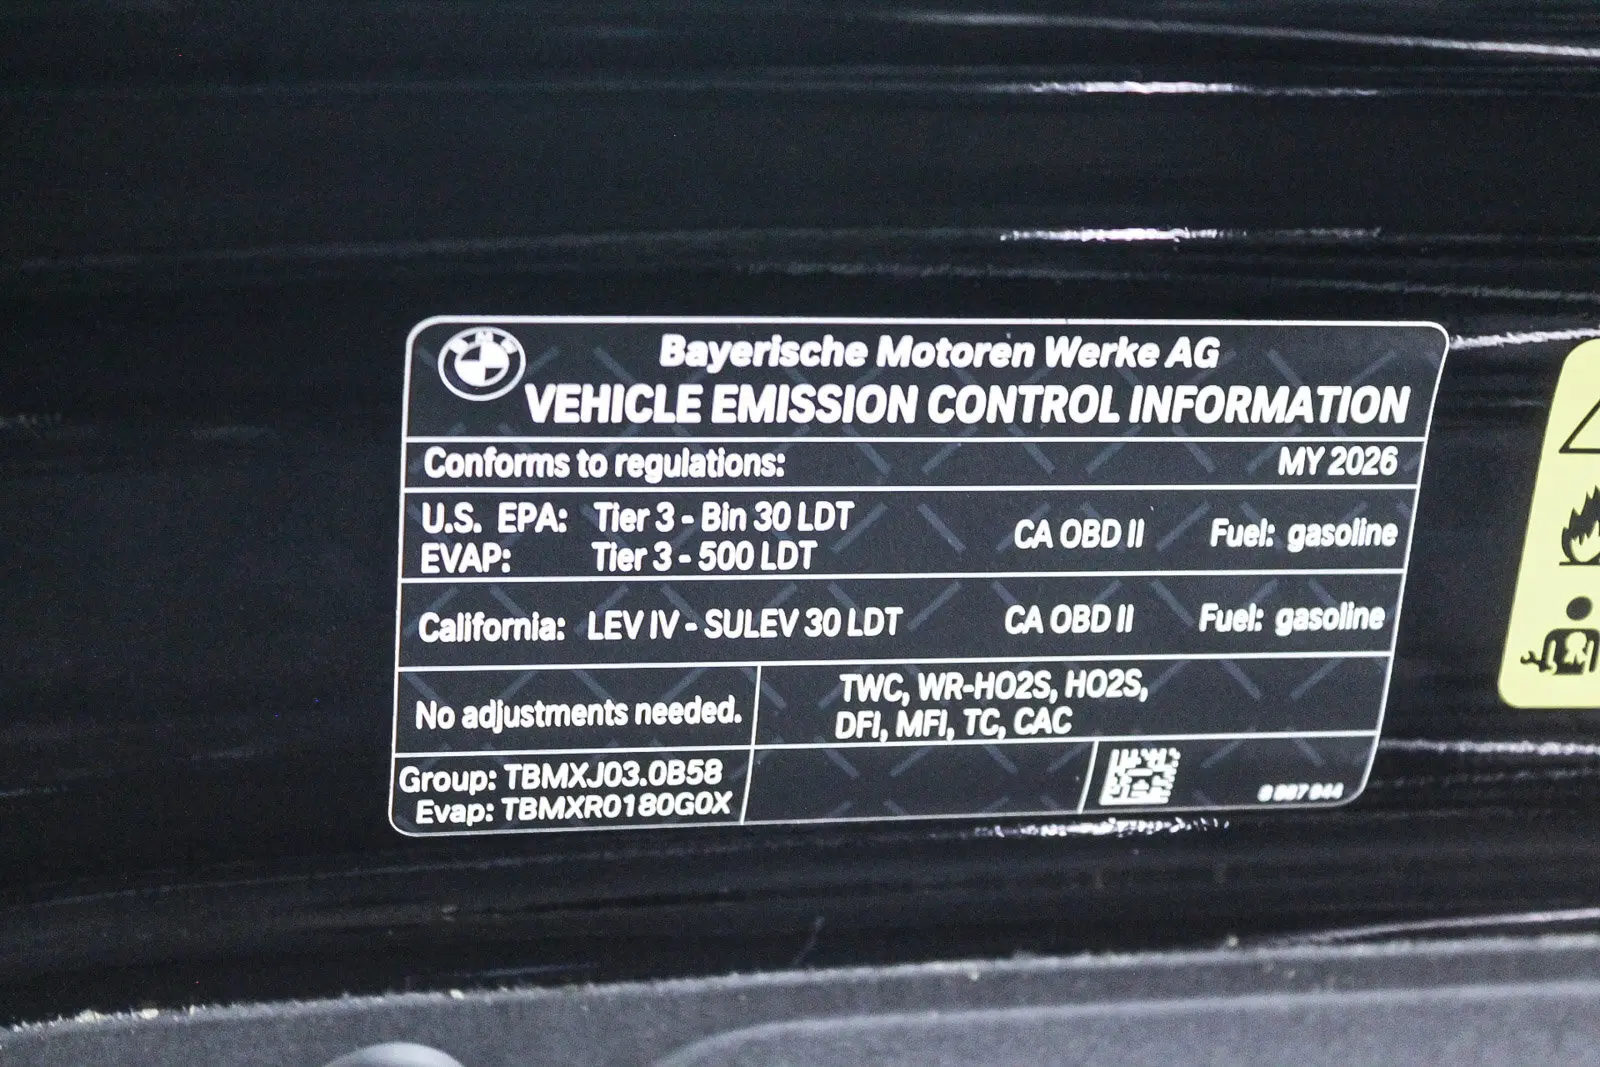 BMW
Bayerische Motoren Werke AG
VEHICLE EMISSION CONTROL INFORMATION
Conforms to regulations: MY 2026
U.S. EPA: Tier 3 - Bin 30 LDT CA OBD II Fuel: gasoline
EVAP: Tier 3 - 500 LDT
California: LEV IV - SULEV 30 LDT CA OBD II Fuel: gasoline
No adjustments needed.
TWC, WR-HO2S, HO2S,
DFI, MFI, TC, CAC
Group: TBMXJ03.0B58
Evap: TBMXR0180G0X